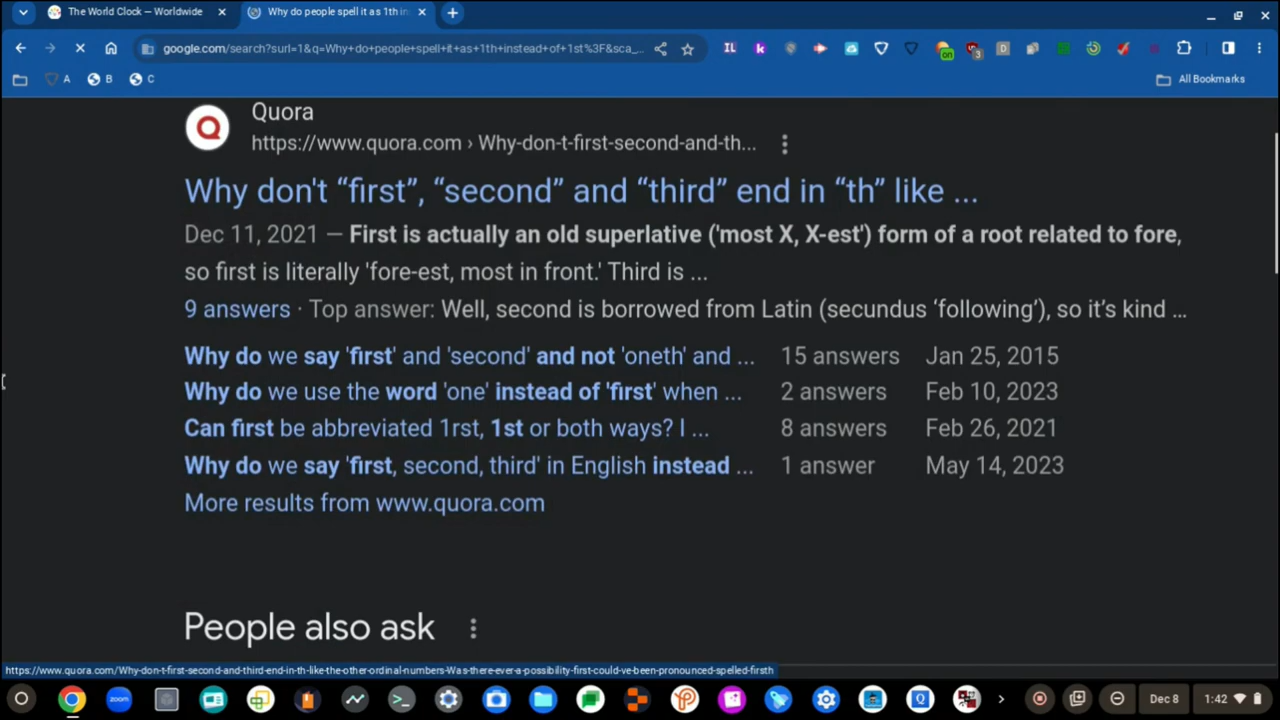 The World Clock — Worldwide
Why do people spell it as 1th in
google.com/search?surl=1&q=Why+do+people+spell+it+as+1th+instead+of+1st%3F&sca_...
A B C All Bookmarks
Quora
https://www.quora.com › Why-don-t-first-second-and-th...
Why don't “first”, “second” and “third” end in “th” like ...
Dec 11, 2021 — First is actually an old superlative ('most X, X-est') form of a root related to fore,
so first is literally 'fore-est, most in front.' Third is ...
9 answers · Top answer: Well, second is borrowed from Latin (secundus ‘following’), so it’s kind ...
Why do we say 'first' and 'second' and not 'oneth' and ... 15 answers Jan 25, 2015
Why do we use the word 'one' instead of 'first' when ... 2 answers Feb 10, 2023
Can first be abbreviated 1rst, 1st or both ways? I ... 8 answers Feb 26, 2021
Why do we say 'first, second, third' in English instead ... 1 answer May 14, 2023
More results from www.quora.com
People also ask
https://www.quora.com/Why-don-t-first-second-and-third-end-in-th-like-the-other-ordinal-numbers-Was-there-ever-a-possibility-first-could-ve-been-pronounced-spelled-firsth
zoom
Dec 8 1:42